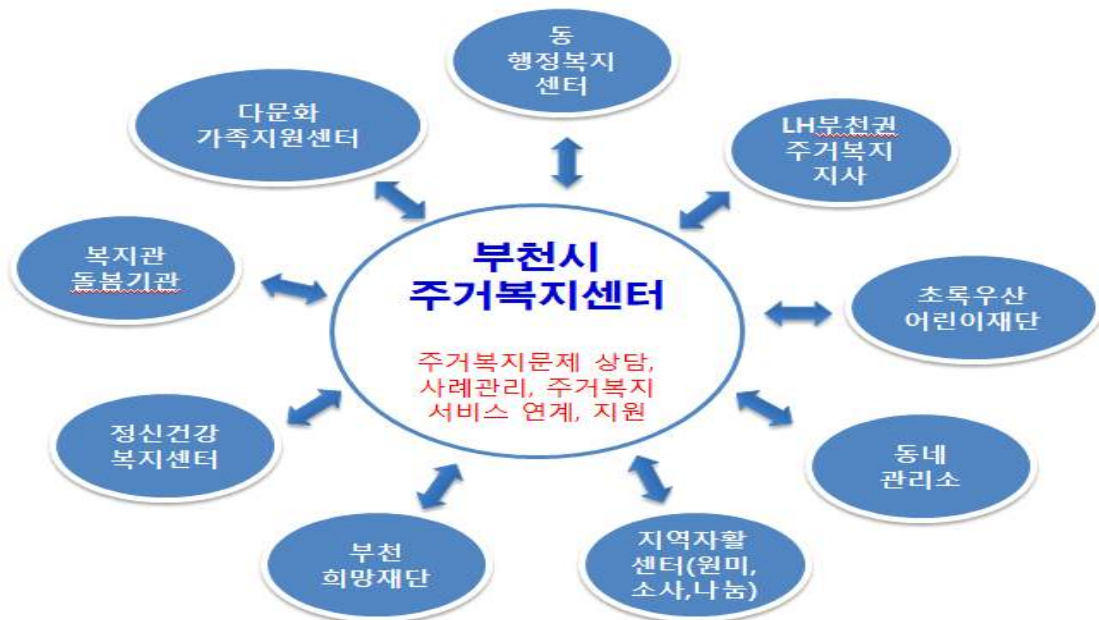 동
행정복지
센터
다문화
가족지원센터
LH부천권
주거복지
지사
복지관
돌봄기관
부천시
주거복지센터
주거복지문제 상담,
사례관리, 주거복지
서비스 연계, 지원
초록우산
어린이재단
정신건강
복지센터
동네
관리소
부천
희망재단
지역자활
센터(원미,
소사,나눔)